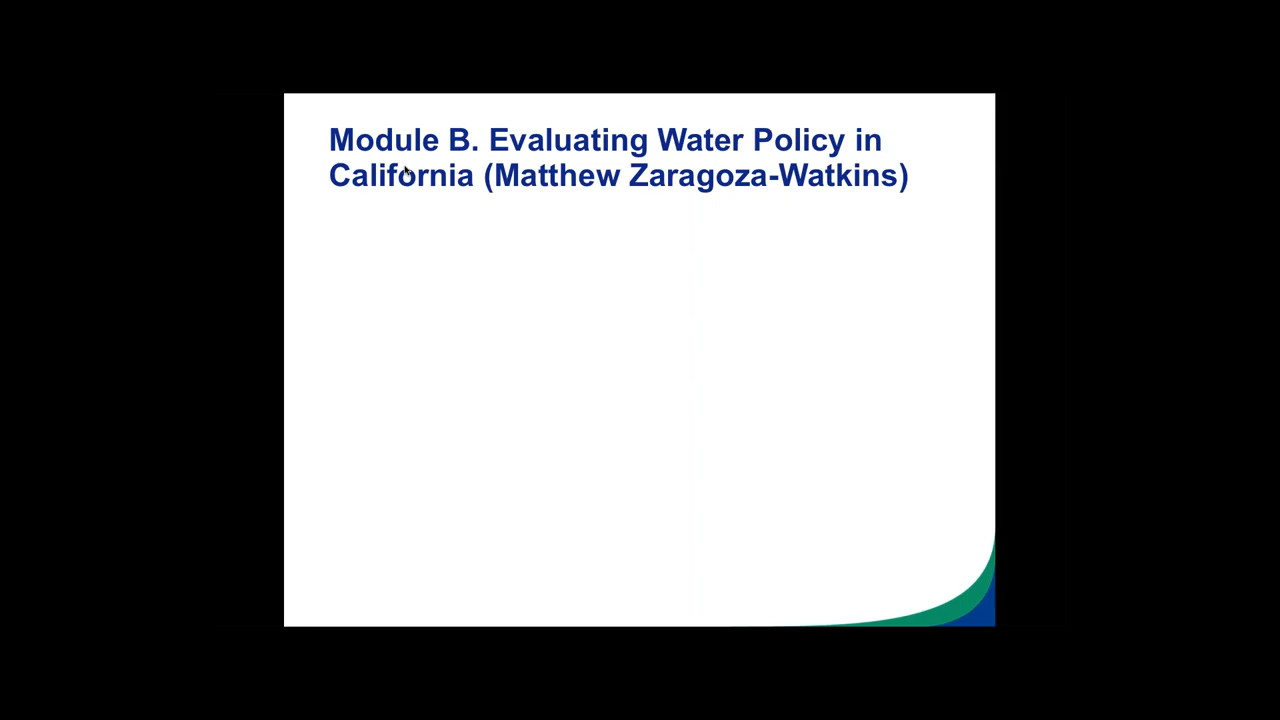 Module B. Evaluating Water Policy in
California (Matthew Zaragoza-Watkins)